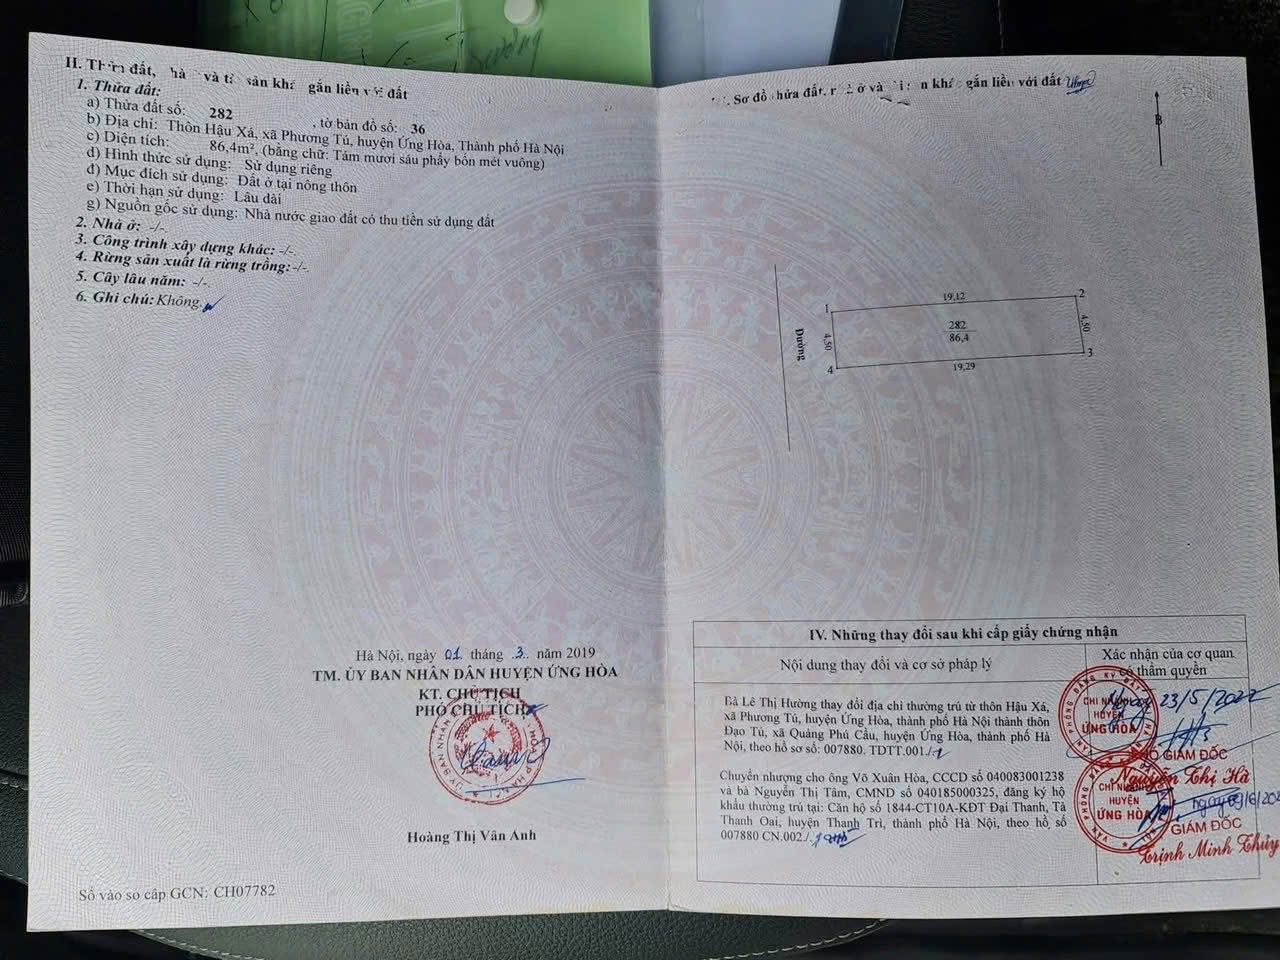 Sương
II. Thửa đất, nhà ở và tài sản khác gắn liền với đất
1. Thửa đất:
a) Thửa đất số: 282 , tờ bản đồ số: 36
b) Địa chỉ: Thôn Hậu Xá, xã Phương Tú, huyện Ứng Hòa, Thành phố Hà Nội
c) Diện tích: 86,4m², (bằng chữ: Tám mươi sáu phẩy bốn mét vuông)
d) Hình thức sử dụng: Sử dụng riêng
đ) Mục đích sử dụng: Đất ở tại nông thôn
e) Thời hạn sử dụng: Lâu dài
g) Nguồn gốc sử dụng: Nhà nước giao đất có thu tiền sử dụng đất
2. Nhà ở: -/-
3. Công trình xây dựng khác: -/-
4. Rừng sản xuất là rừng trồng: -/-.
5. Cây lâu năm: -/-.
6. Ghi chú: Không.
Hà Nội, ngày 01 tháng 3 năm 2019
TM. ỦY BAN NHÂN DÂN HUYỆN ỨNG HÒA
KT. CHỦ TỊCH
PHÓ CHỦ TỊCH
Hoàng Thị Vân Anh
Số vào sổ cấp GCN: CH07782
Sơ đồ thửa đất, nhà ở và tài sản khác gắn liền với đất
B
Đường
1
19,12
2
4,50
282
86,4
4,50
4
19,29
3
IV. Những thay đổi sau khi cấp giấy chứng nhận
Nội dung thay đổi và cơ sở pháp lý
Xác nhận của cơ quan
có thẩm quyền
Bà Lê Thị Hường thay đổi địa chỉ thường trú từ thôn Hậu Xá,
xã Phương Tú, huyện Ứng Hòa, thành phố Hà Nội thành thôn
Đạo Tú, xã Quảng Phú Cầu, huyện Ứng Hòa, thành phố Hà
Nội, theo hồ sơ số: 007880. TDTT.001./.
Ngày 23/5/2022
CHI NHÁNH
HUYỆN
ỨNG HÒA
PHÓ GIÁM ĐỐC
Nguyễn Thị Hà
Chuyển nhượng cho ông Võ Xuân Hòa, CCCD số 040083001238
và bà Nguyễn Thị Tâm, CMND số 040185000325, đăng ký hộ
khẩu thường trú tại: Căn hộ số 1844-CT10A-KĐT Đại Thanh, Tả
Thanh Oai, huyện Thanh Trì, thành phố Hà Nội, theo hồ số
007880 CN.002./.
CHI NHÁNH
HUYỆN
ỨNG HÒA
GIÁM ĐỐC
Trịnh Minh Thủy